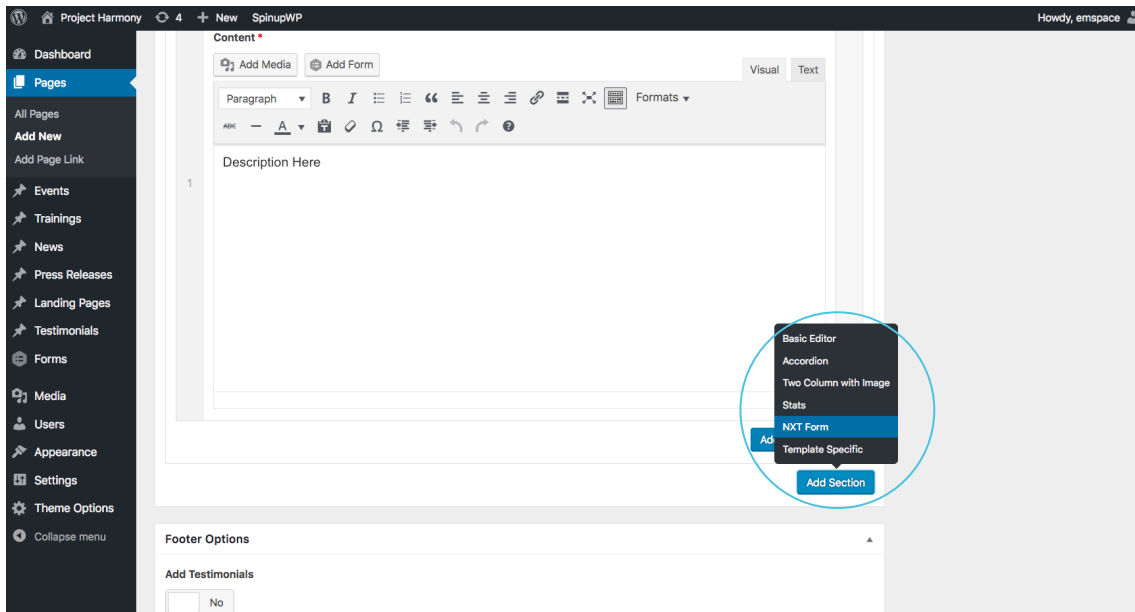 Project Harmony 4 New SpinupWP Howdy, emspace
Dashboard
Pages
All Pages
Add New
Add Page Link
Events
Trainings
News
Press Releases
Landing Pages
Testimonials
Forms
Media
Users
Appearance
Settings
Theme Options
Collapse menu
Content *
Add Media Add Form
Visual Text
Paragraph B I Formats
ABC A Ω
1
Description Here
Basic Editor
Accordion
Two Column with Image
Stats
NXT Form
Template Specific
Add Section
Footer Options
Add Testimonials
No